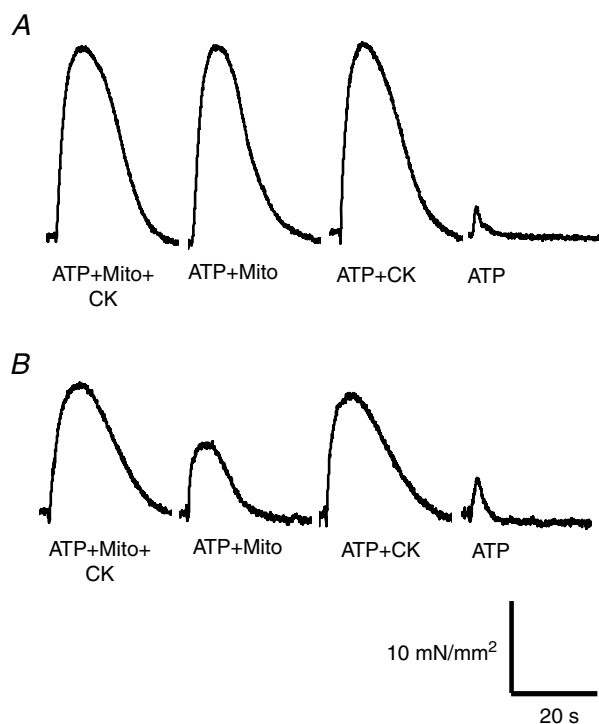 A
ATP+Mito+
CK
ATP+Mito
ATP+CK
ATP
B
ATP+Mito+
CK
ATP+Mito
ATP+CK
ATP
10 mN/mm²
20 s